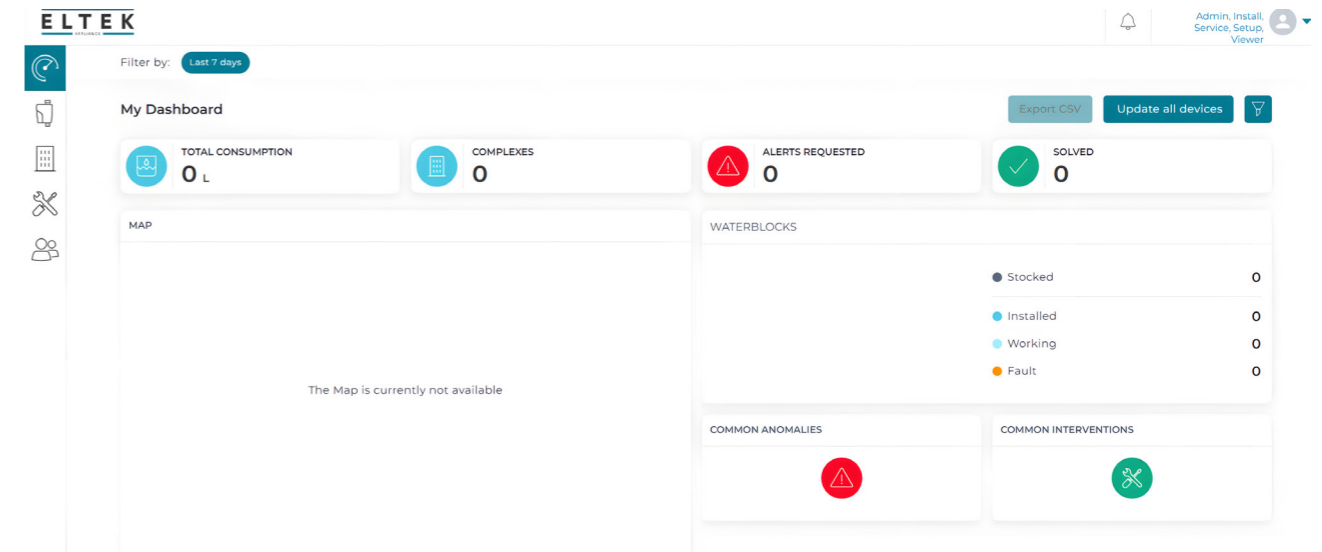 ELTEK
APPLIANCE
Admin, Install,
Service, Setup,
Viewer
Filter by: Last 7 days
My Dashboard
Export CSV
Update all devices
TOTAL CONSUMPTION
0 L
COMPLEXES
0
ALERTS REQUESTED
0
SOLVED
0
MAP
The Map is currently not available
WATERBLOCKS
Stocked 0
Installed 0
Working 0
Fault 0
COMMON ANOMALIES
COMMON INTERVENTIONS